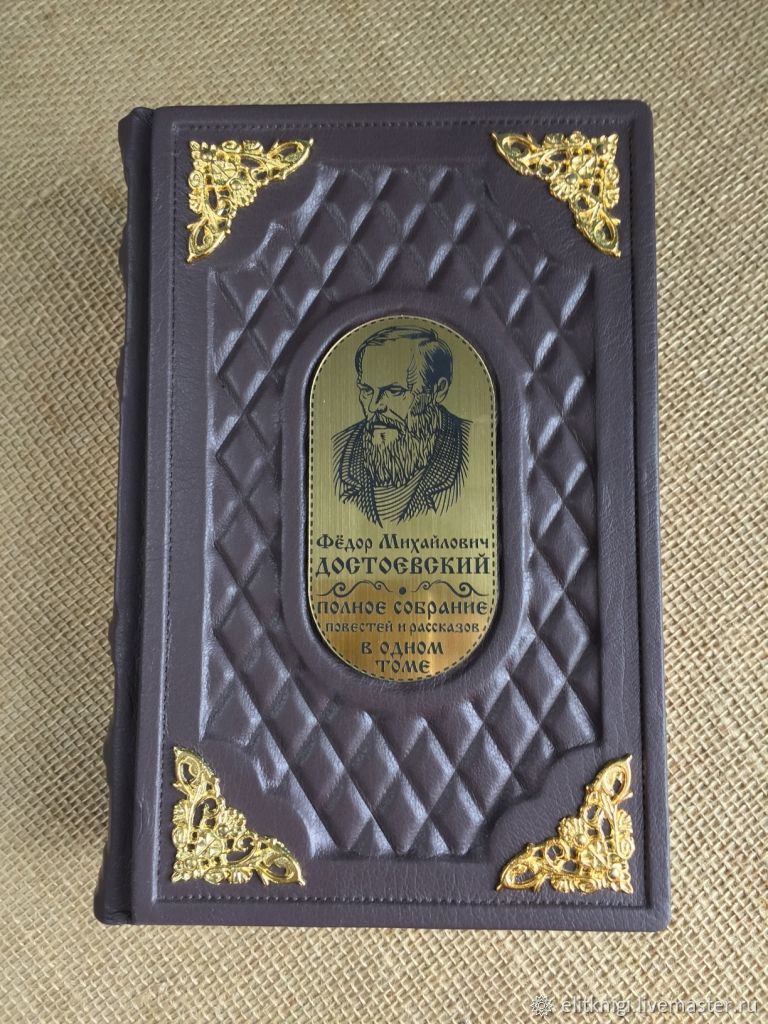 Фёдор Михайлович
ДОСТОЕВСКИЙ
ПОЛНОЕ СОБРАНИЕ
ПОВЕСТЕЙ И РАССКАЗОВ
В ОДНОМ
ТОМЕ
elitknigi.livemaster.ru